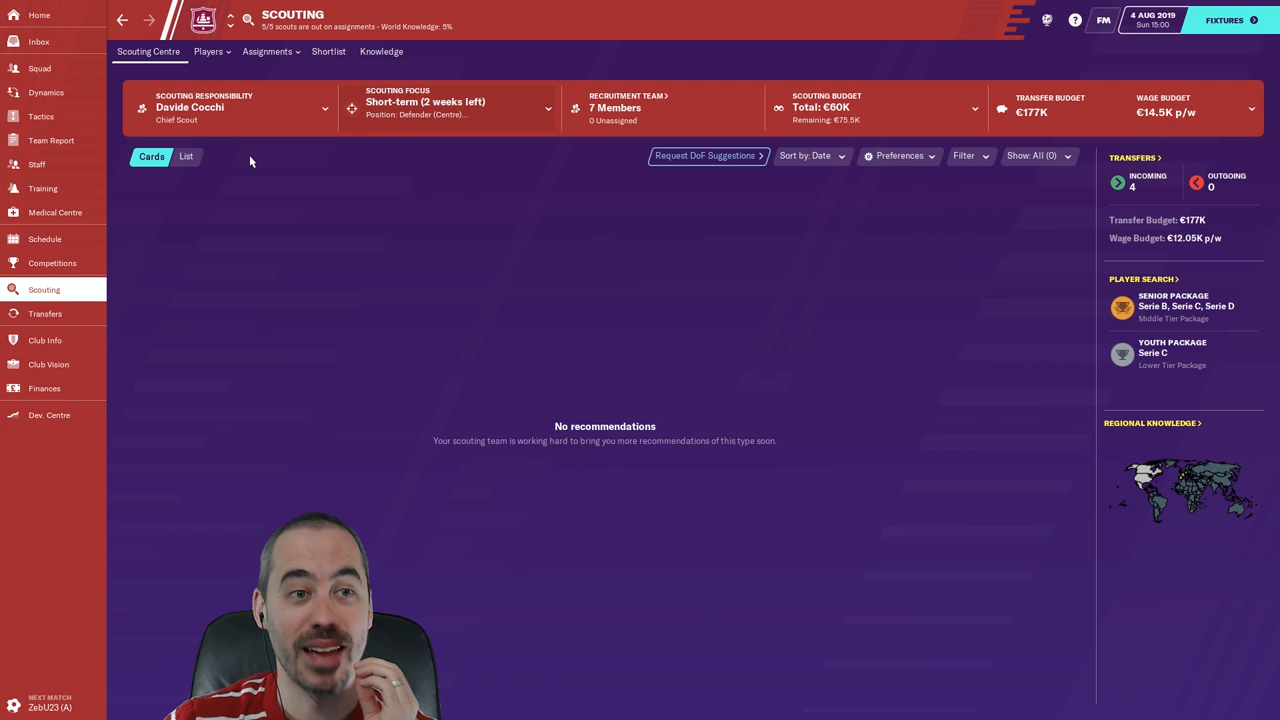 Home
Inbox
Squad
Dynamics
Tactics
Team Report
Staff
Training
Medical Centre
Schedule
Competitions
Scouting
Transfers
Club Info
Club Vision
Finances
Dev. Centre
NEXT MATCH
ZebU23 (A)
SCOUTING
5/5 scouts are out on assignments - World Knowledge: 5%
?
FM
4 AUG 2019
Sun 15:00
FIXTURES
Scouting Centre
Players
Assignments
Shortlist
Knowledge
SCOUTING RESPONSIBILITY
Davide Cocchi
Chief Scout
SCOUTING FOCUS
Short-term (2 weeks left)
Position: Defender (Centre)...
RECRUITMENT TEAM >
7 Members
0 Unassigned
SCOUTING BUDGET
Total: €60K
Remaining: €75.5K
TRANSFER BUDGET
€177K
WAGE BUDGET
€14.5K p/w
Cards
List
Request DoF Suggestions >
Sort by: Date
Preferences
Filter
Show: All (0)
No recommendations
Your scouting team is working hard to bring you more recommendations of this type soon.
TRANSFERS >
INCOMING
4
OUTGOING
0
Transfer Budget: €177K
Wage Budget: €12.05K p/w
PLAYER SEARCH >
SENIOR PACKAGE
Serie B, Serie C, Serie D
Middle Tier Package
YOUTH PACKAGE
Serie C
Lower Tier Package
REGIONAL KNOWLEDGE >